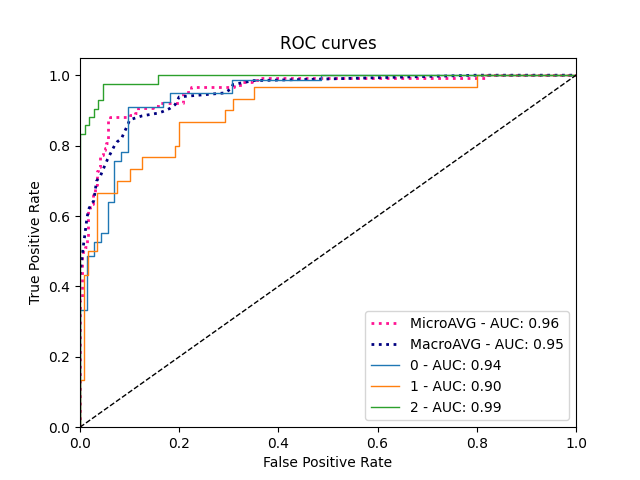 ROC curves
True Positive Rate
1.0
0.8
0.6
0.4
0.2
0.0
MicroAVG - AUC: 0.96
MacroAVG - AUC: 0.95
0 - AUC: 0.94
1 - AUC: 0.90
2 - AUC: 0.99
0.0 0.2 0.4 0.6 0.8 1.0
False Positive Rate